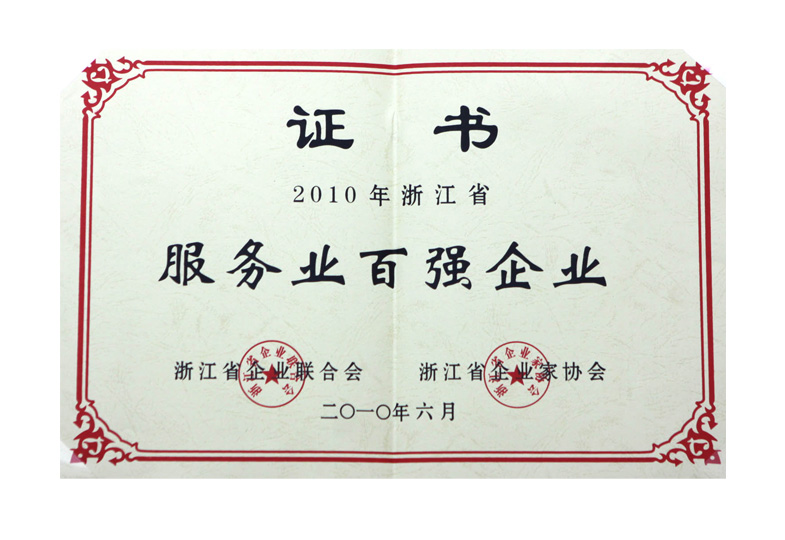 证书
2010年浙江省
服务业百强企业
浙江省企业联合会 浙江省企业家协会
二〇一〇年六月